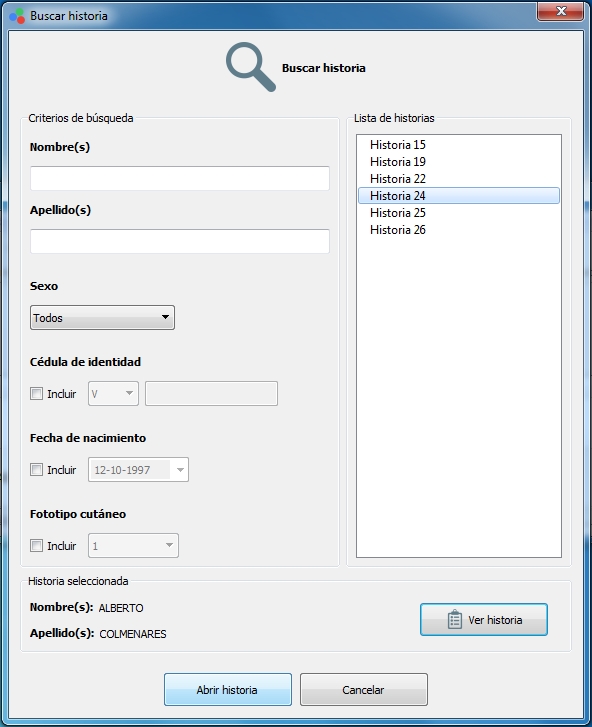 Buscar historia
Buscar historia
Criterios de búsqueda
Nombre(s)
Apellido(s)
Sexo
Todos
Cédula de identidad
Incluir V
Fecha de nacimiento
Incluir 12-10-1997
Fototipo cutáneo
Incluir 1
Lista de historias
Historia 15
Historia 19
Historia 22
Historia 24
Historia 25
Historia 26
Historia seleccionada
Nombre(s): ALBERTO
Apellido(s): COLMENARES
Ver historia
Abrir historia Cancelar